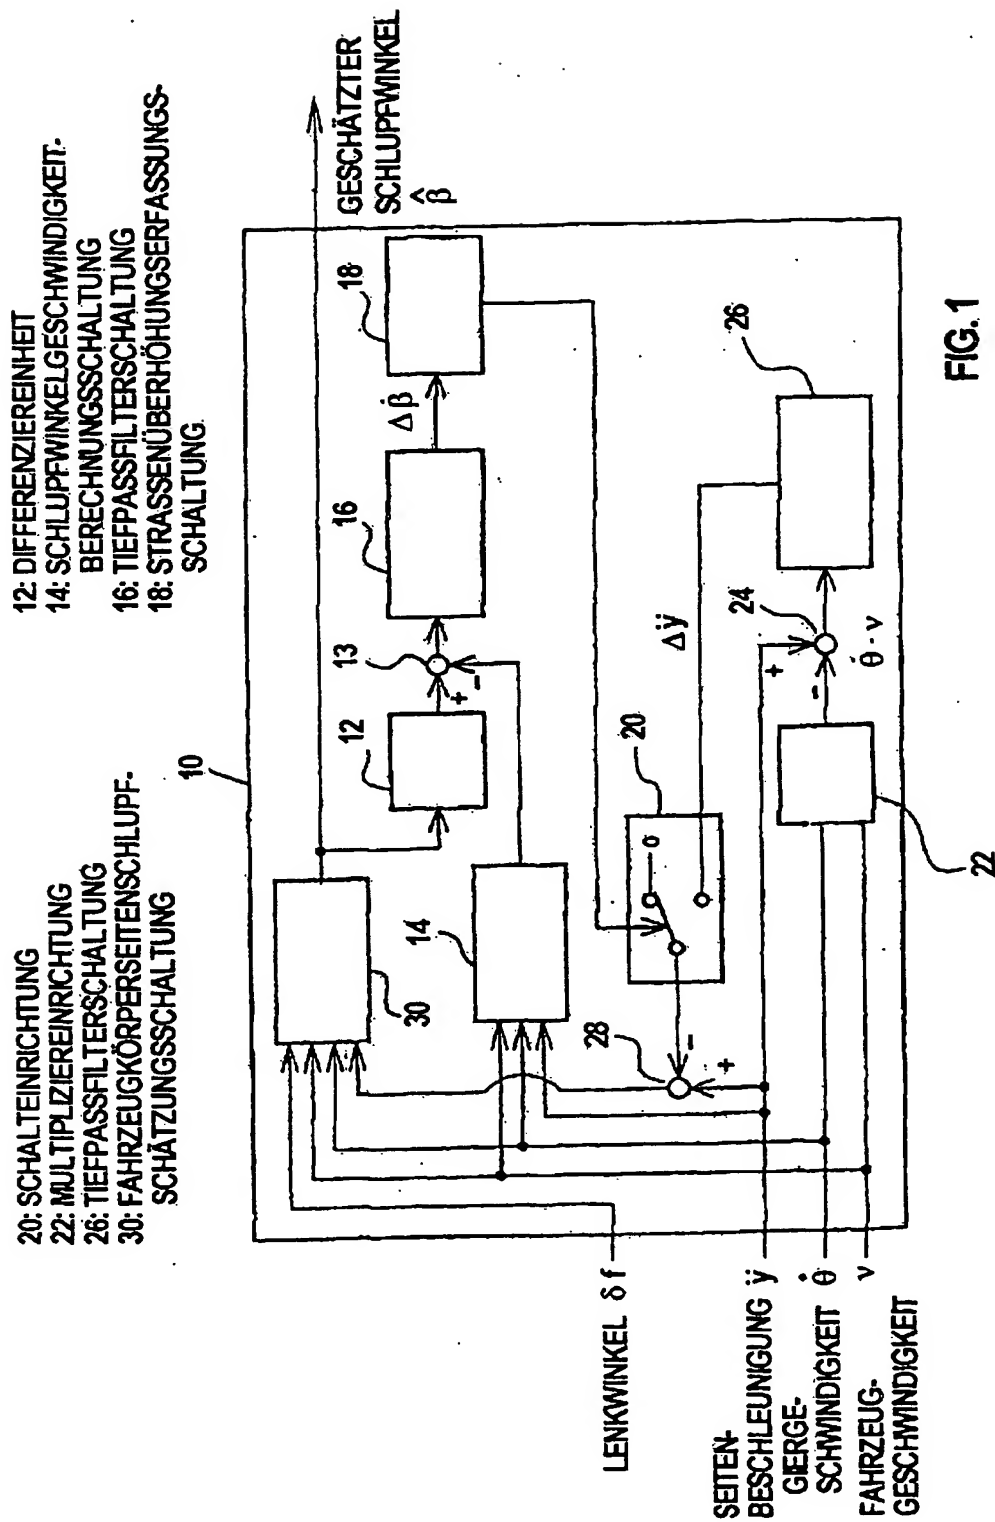 20: SCHALTEINRICHTUNG
22: MULTIPLIZIEREINRICHTUNG
26: TIEFPASSFILTERSCHALTUNG
30: FAHRZEUGKÖRPERSEITENSCHLUPF-
SCHÄTZUNGSSCHALTUNG
12: DIFFERENZIEREINHEIT
14: SCHLUPFWINKELGESCHWINDIGKEIT-
BERECHNUNGSSCHALTUNG
16: TIEFPASSFILTERSCHALTUNG
18: STRASSENÜBERHÖHUNGSERFASSUNGS-
SCHALTUNG
10
GESCHÄTZTER
SCHLUPFWINKEL
β̂
30
12
13
+
-
16
Δβ̇
18
14
28
-
+
20
0
Δÿ
26
24
+
-
θ̇ · v
22
LENKWINKEL δ f
SEITEN-
BESCHLEUNIGUNG ÿ
GIERGE-
SCHWINDIGKEIT θ̇
FAHRZEUG-
GESCHWINDIGKEIT v
FIG. 1